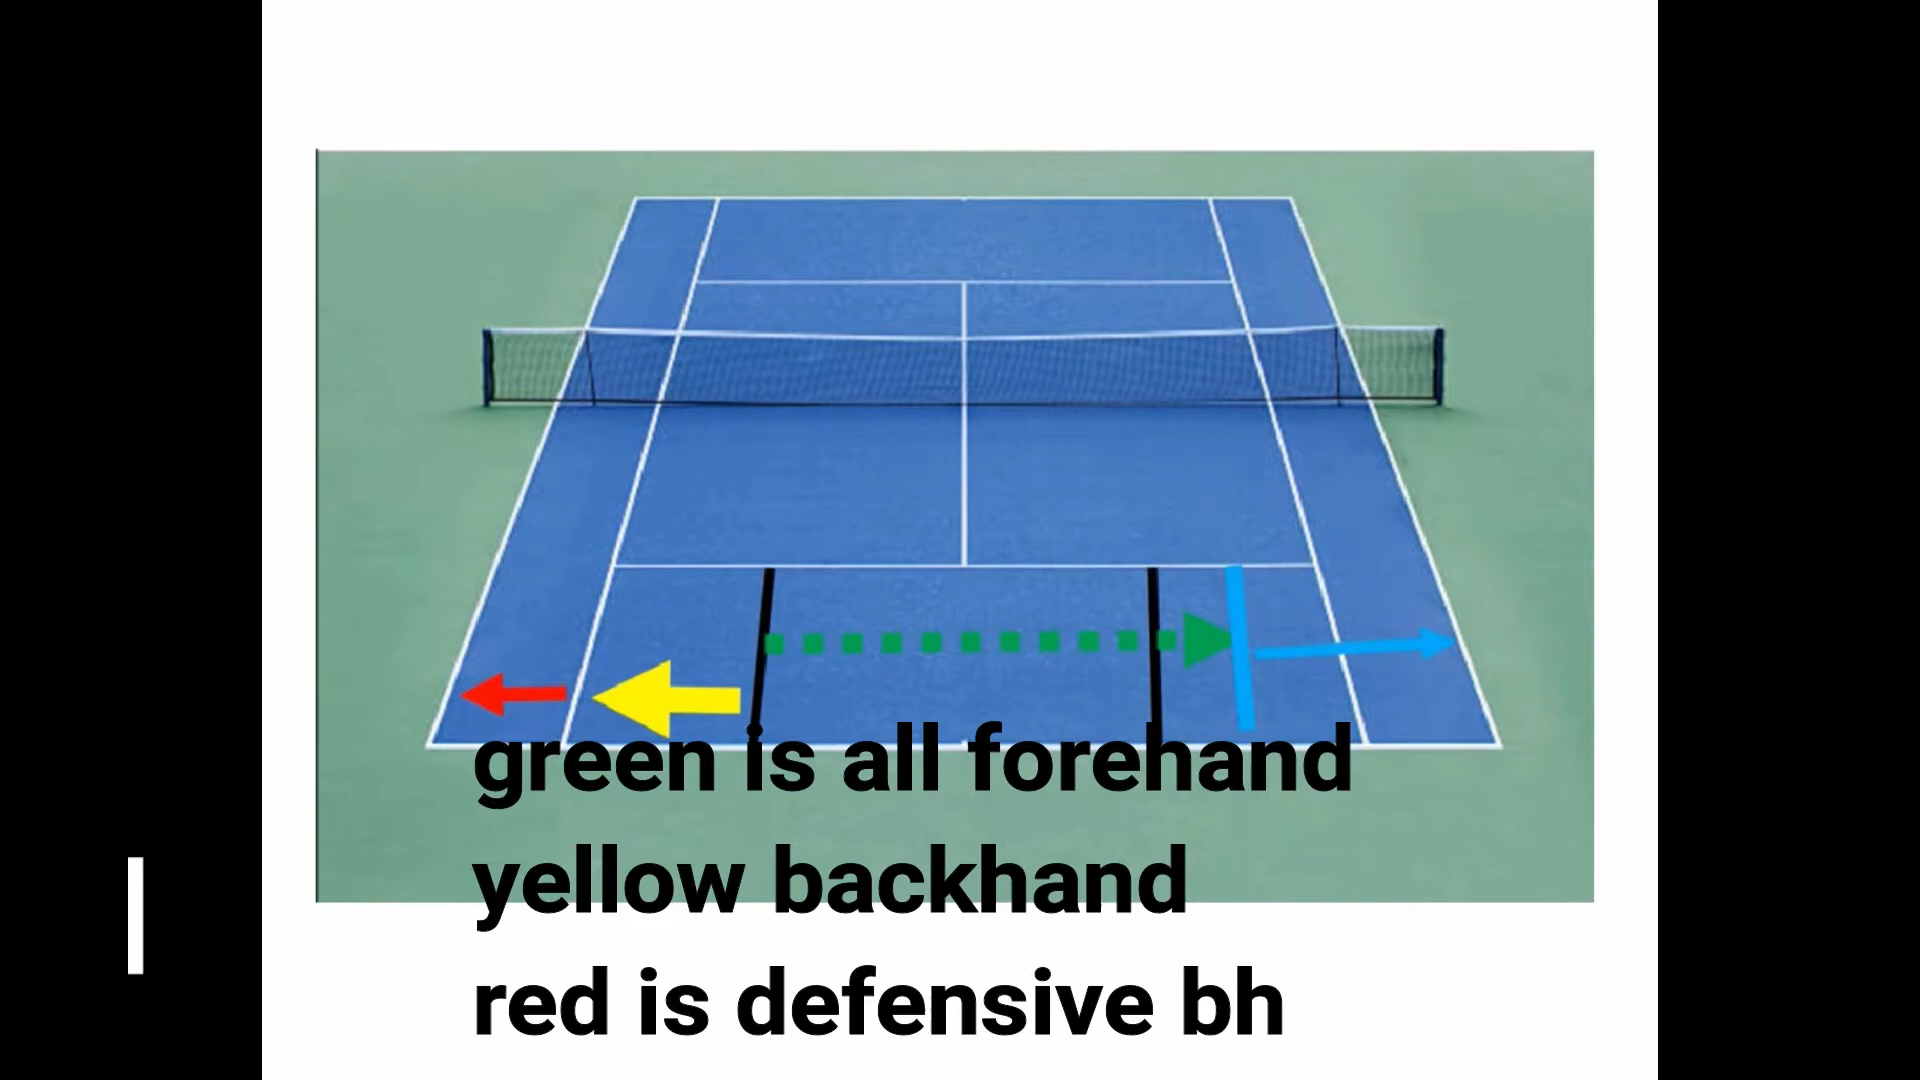 green is all forehand
yellow backhand
red is defensive bh